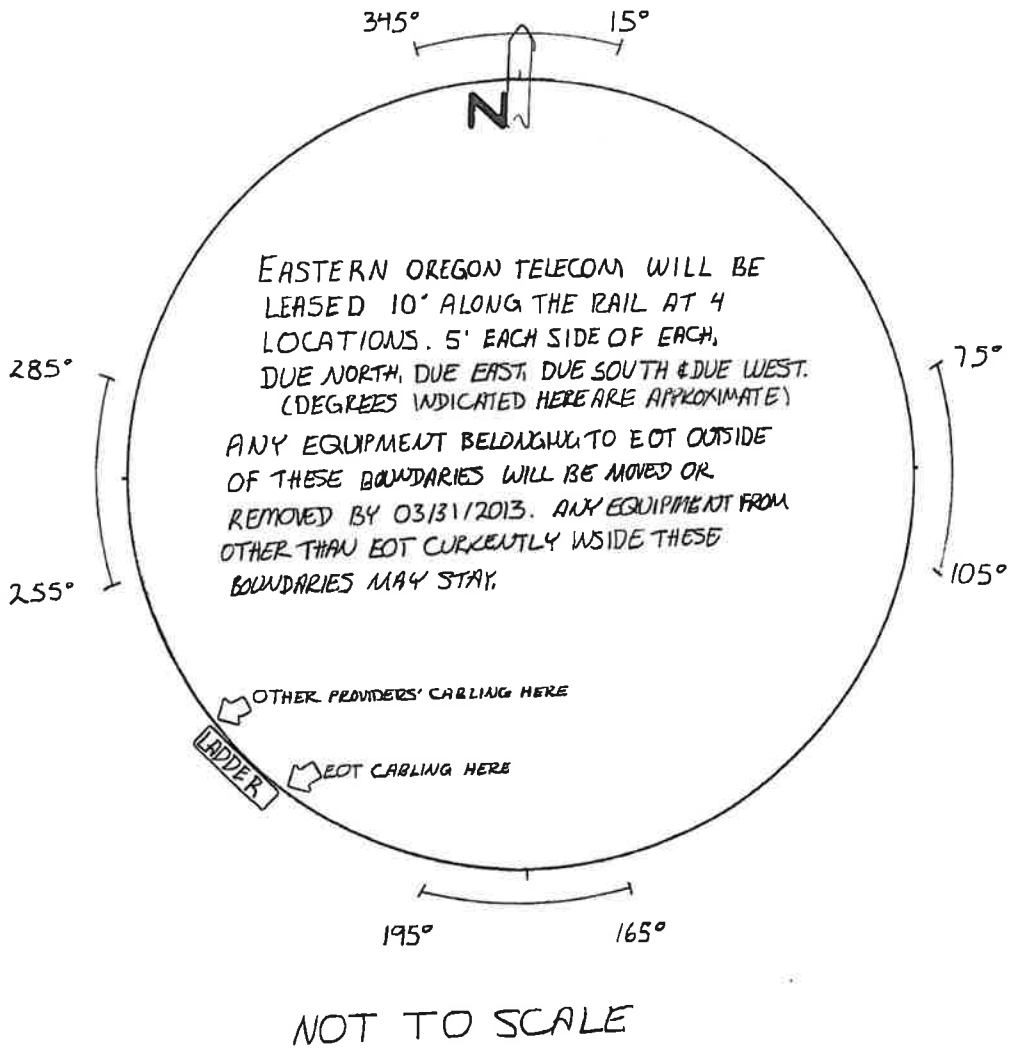 345° 15°
N
EASTERN OREGON TELECOM WILL BE
LEASED 10' ALONG THE RAIL AT 4
LOCATIONS. 5' EACH SIDE OF EACH,
DUE NORTH, DUE EAST, DUE SOUTH & DUE WEST.
(DEGREES INDICATED HERE ARE APPROXIMATE)
285° 75°
ANY EQUIPMENT BELONGING TO EOT OUTSIDE
OF THESE BOUNDARIES WILL BE MOVED OR
REMOVED BY 03/31/2013. ANY EQUIPMENT FROM
OTHER THAN EOT CURRENTLY INSIDE THESE
BOUNDARIES MAY STAY.
255° 105°
OTHER PROVIDERS' CABLING HERE
LADDER
EOT CABLING HERE
195° 165°
NOT TO SCALE